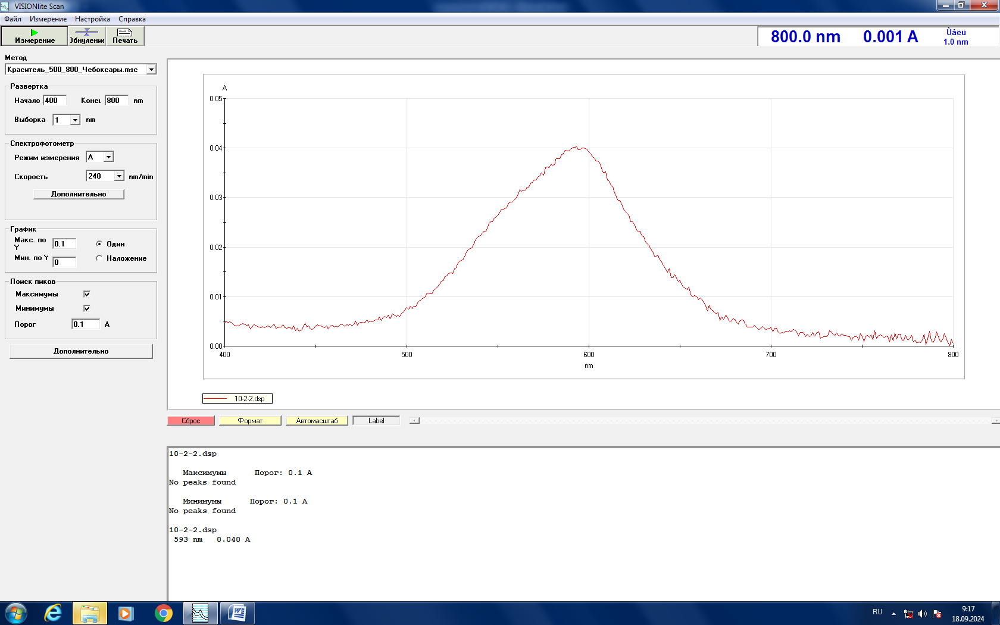 VISIONlite Scan
Файл Измерение Настройка Справка
Измерение Обнуление Печать
800.0 nm 0.001 A Ùåëü
1.0 nm
Метод
Краситель_500_800_Чебоксары.msc
Развертка
Начало 400 Конец 800 nm
Выборка 1 nm
Спектрофотометр
Режим измерения A
Скорость 240 nm/min
Дополнительно
График
Макс. по Y 0.1 Один
Мин. по Y 0 Наложение
Поиск пиков
Максимумы
Минимумы
Порог 0.1 A
Дополнительно
A
0.05
0.04
0.03
0.02
0.01
0.00
400 500 600 700 800
nm
10-2-2.dsp
Сброс Формат Автомасштаб Label
10-2-2.dsp
Максимумы Порог: 0.1 A
No peaks found
Минимумы Порог: 0.1 A
No peaks found
10-2-2.dsp
593 nm 0.040 A
RU 9:17
18.09.2024